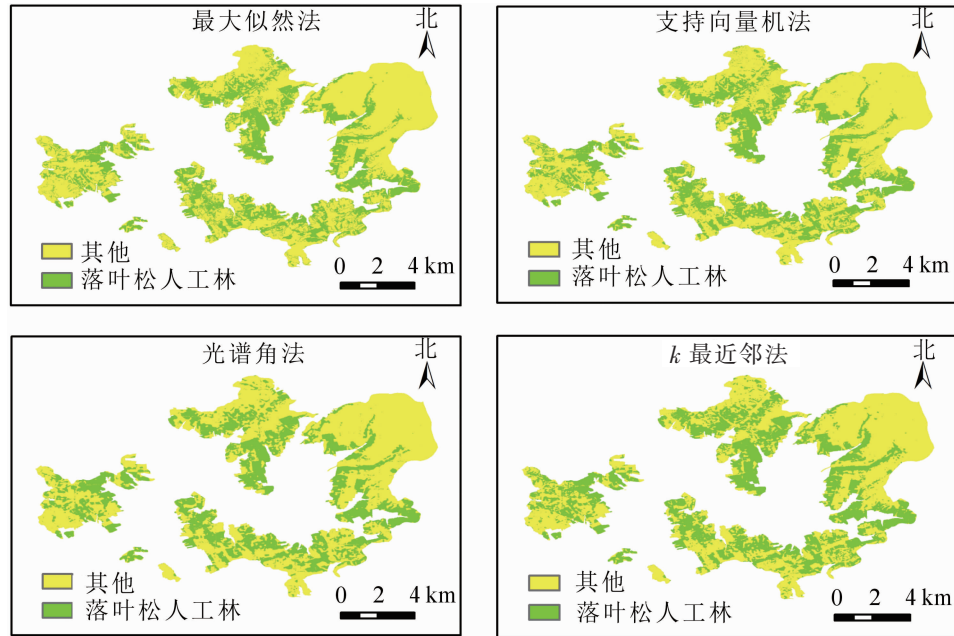 最大似然法
北
其他
落叶松人工林
0 2 4 km
支持向量机法
北
其他
落叶松人工林
0 2 4 km
光谱角法
北
其他
落叶松人工林
0 2 4 km
k 最近邻法
北
其他
落叶松人工林
0 2 4 km